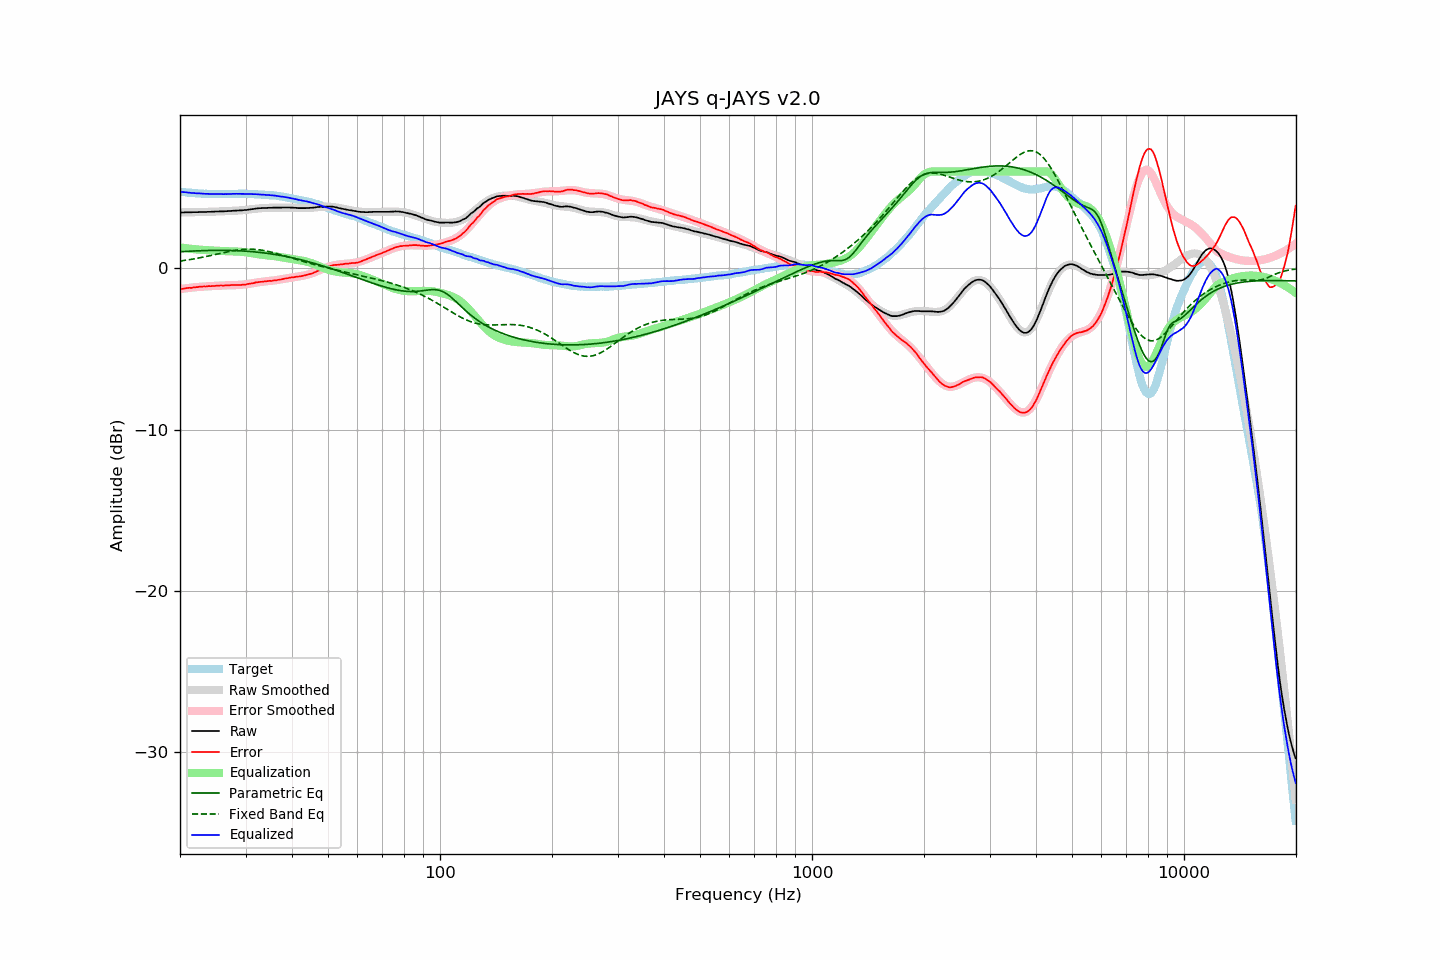 JAYS q-JAYS v2.0
Amplitude (dBr)
0
−10
−20
−30
Target
Raw Smoothed
Error Smoothed
Raw
Error
Equalization
Parametric Eq
Fixed Band Eq
Equalized
100
1000
10000
Frequency (Hz)